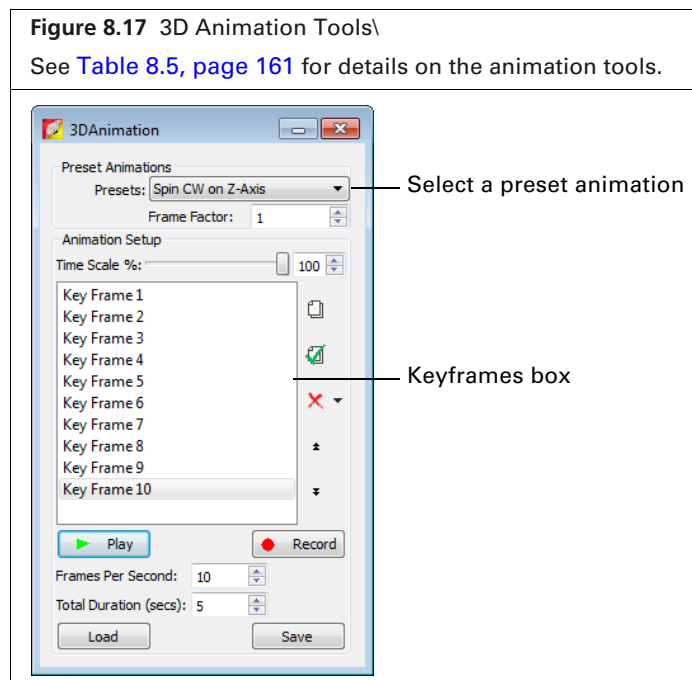 Figure 8.17 3D Animation Tools\
See Table 8.5, page 161 for details on the animation tools.
3DAnimation
Preset Animations
Presets: Spin CW on Z-Axis
Select a preset animation
Frame Factor: 1
Animation Setup
Time Scale %: 100
Key Frame 1
Key Frame 2
Key Frame 3
Key Frame 4
Key Frame 5
Keyframes box
Key Frame 6
Key Frame 7
Key Frame 8
Key Frame 9
Key Frame 10
Play Record
Frames Per Second: 10
Total Duration (secs): 5
Load Save